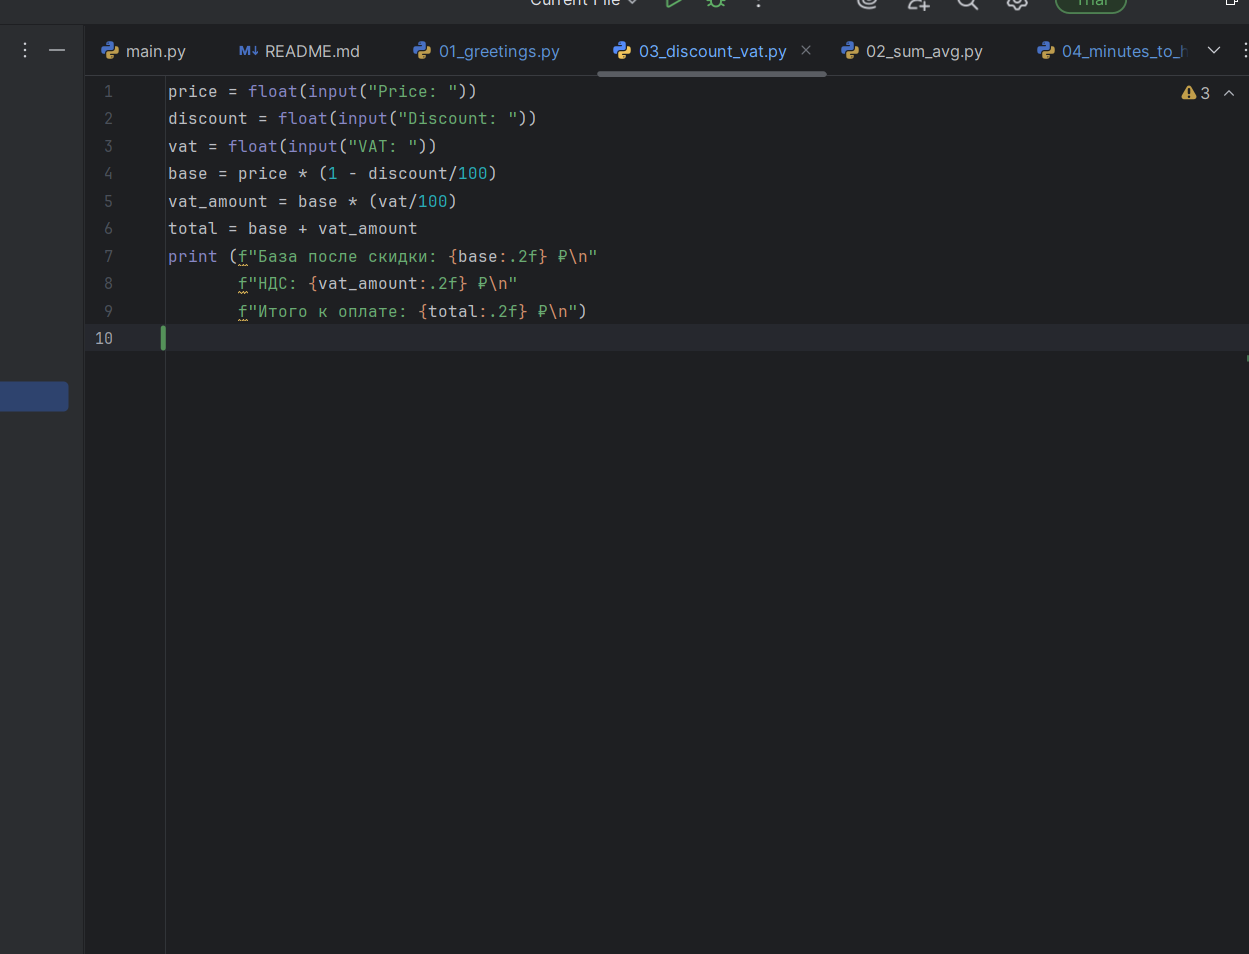 Current File
Trial
main.py
M↓ README.md
01_greetings.py
03_discount_vat.py
02_sum_avg.py
04_minutes_to_h
3
1 price = float(input("Price: "))
2 discount = float(input("Discount: "))
3 vat = float(input("VAT: "))
4 base = price * (1 - discount/100)
5 vat_amount = base * (vat/100)
6 total = base + vat_amount
7 print (f"База после скидки: {base:.2f} ₽\n"
8 f"НДС: {vat_amount:.2f} ₽\n"
9 f"Итого к оплате: {total:.2f} ₽\n")
10